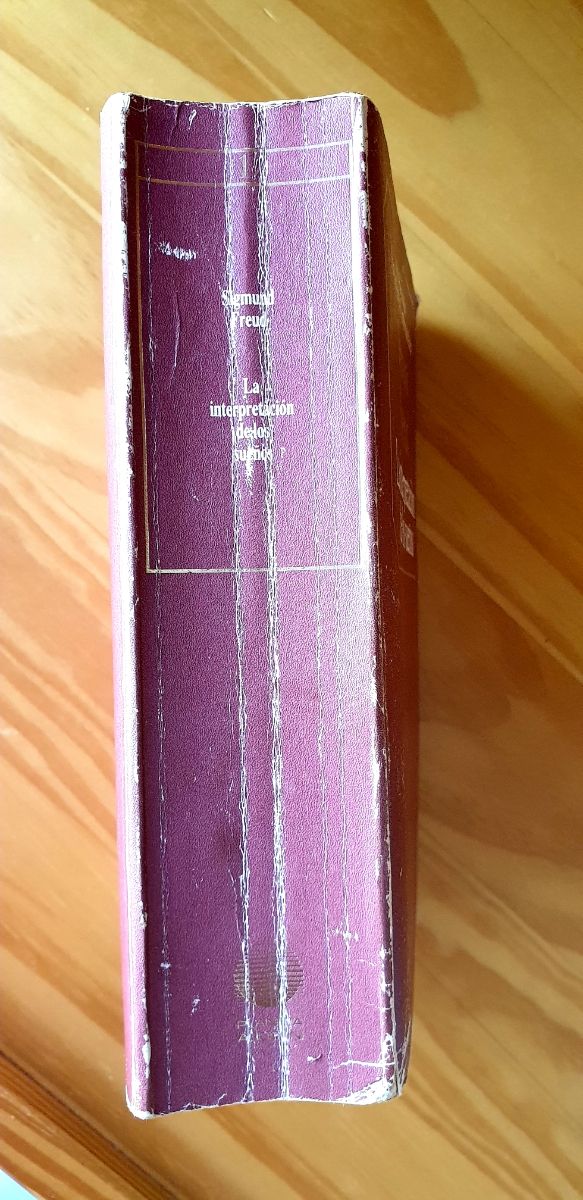 Sigmund
Freud
La
interpretación
de los
sueños